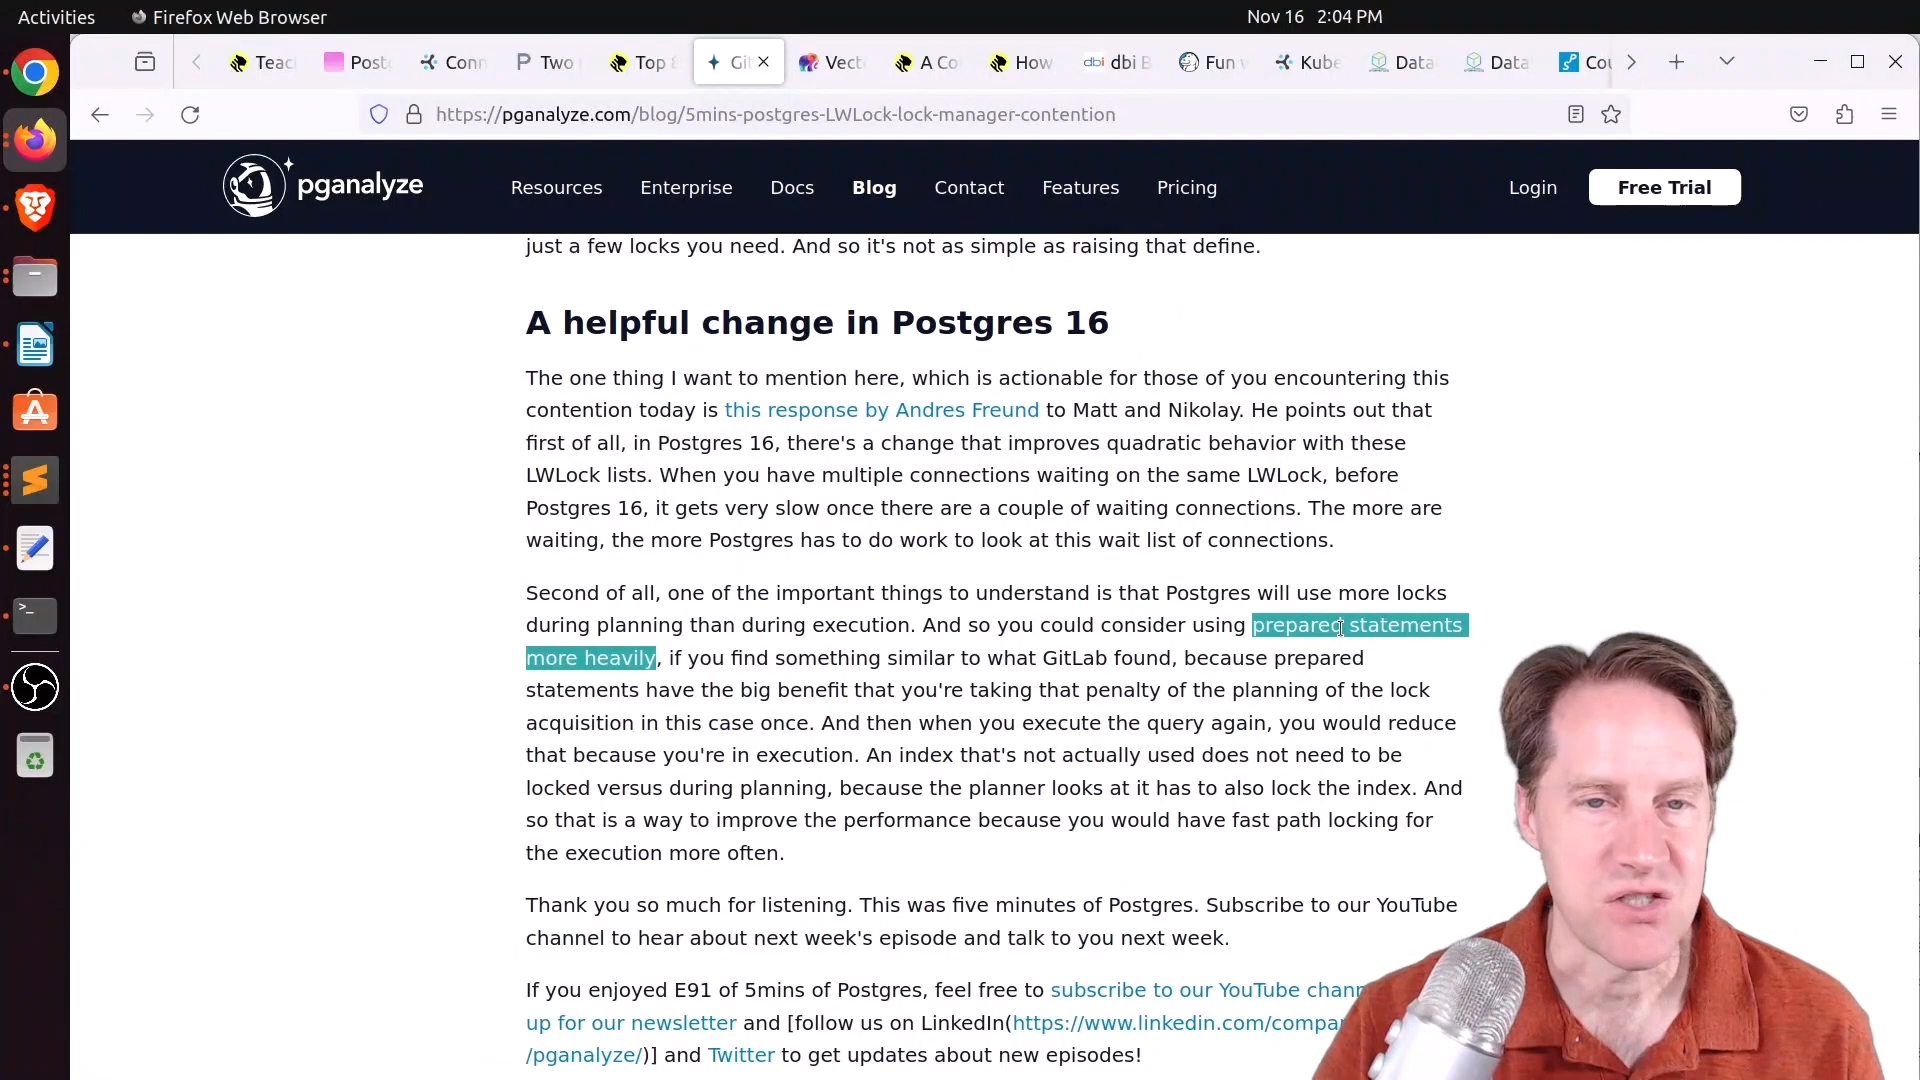 Activities
Firefox Web Browser
Nov 16 2:04 PM
Teac
Postg
Conn
Two
Top
Git
Vect
A Co
How
dbi dbi B
Fun w
Kube
Data
Data
Cou
https://pganalyze.com/blog/5mins-postgres-LWLock-lock-manager-contention
pganalyze
Resources
Enterprise
Docs
Blog
Contact
Features
Pricing
Login
Free Trial
just a few locks you need. And so it's not as simple as raising that define.
A helpful change in Postgres 16
The one thing I want to mention here, which is actionable for those of you encountering this
contention today is this response by Andres Freund to Matt and Nikolay. He points out that
first of all, in Postgres 16, there's a change that improves quadratic behavior with these
LWLock lists. When you have multiple connections waiting on the same LWLock, before
Postgres 16, it gets very slow once there are a couple of waiting connections. The more are
waiting, the more Postgres has to do work to look at this wait list of connections.
Second of all, one of the important things to understand is that Postgres will use more locks
during planning than during execution. And so you could consider using prepared statements
more heavily, if you find something similar to what GitLab found, because prepared
statements have the big benefit that you're taking that penalty of the planning of the lock
acquisition in this case once. And then when you execute the query again, you would reduce
that because you're in execution. An index that's not actually used does not need to be
locked versus during planning, because the planner looks at it has to also lock the index. And
so that is a way to improve the performance because you would have fast path locking for
the execution more often.
Thank you so much for listening. This was five minutes of Postgres. Subscribe to our YouTube
channel to hear about next week's episode and talk to you next week.
If you enjoyed E91 of 5mins of Postgres, feel free to subscribe to our YouTube chann
up for our newsletter and [follow us on LinkedIn(https://www.linkedin.com/compan
/pganalyze/)] and Twitter to get updates about new episodes!